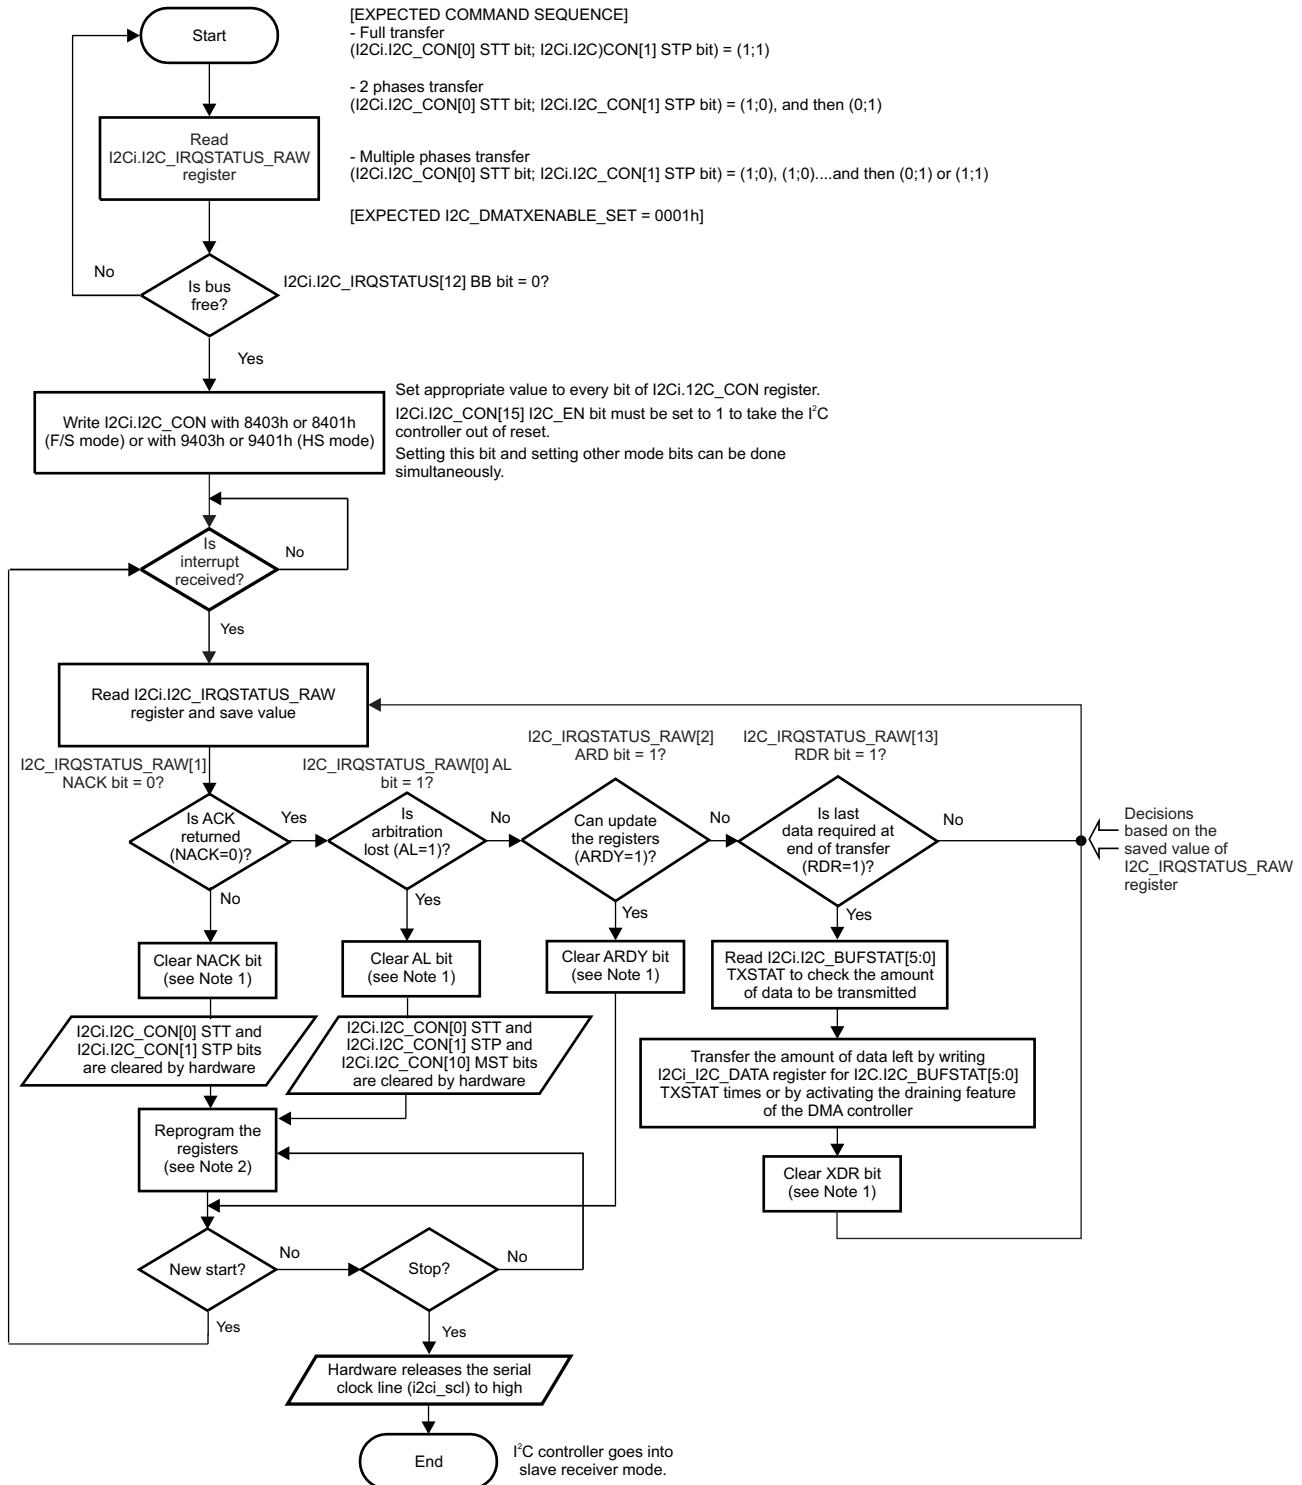 Start
[EXPECTED COMMAND SEQUENCE]
- Full transfer
(I2Ci.I2C_CON[0] STT bit; I2Ci.I2C)CON[1] STP bit) = (1;1)
- 2 phases transfer
(I2Ci.I2C_CON[0] STT bit; I2Ci.I2C_CON[1] STP bit) = (1;0), and then (0;1)
- Multiple phases transfer
(I2Ci.I2C_CON[0] STT bit; I2Ci.I2C_CON[1] STP bit) = (1;0), (1;0)....and then (0;1) or (1;1)
[EXPECTED I2C_DMATXENABLE_SET = 0001h]
Read
I2Ci.I2C_IRQSTATUS_RAW
register
No
Is bus
free?
I2Ci.I2C_IRQSTATUS[12] BB bit = 0?
Yes
Write I2Ci.I2C_CON with 8403h or 8401h
(F/S mode) or with 9403h or 9401h (HS mode)
Set appropriate value to every bit of I2Ci.12C_CON register.
I2Ci.I2C_CON[15] I2C_EN bit must be set to 1 to take the I²C
controller out of reset.
Setting this bit and setting other mode bits can be done
simultaneously.
Is
interrupt
received?
No
Yes
Read I2Ci.I2C_IRQSTATUS_RAW
register and save value
I2C_IRQSTATUS_RAW[1]
NACK bit = 0?
I2C_IRQSTATUS_RAW[0] AL
bit = 1?
I2C_IRQSTATUS_RAW[2]
ARD bit = 1?
I2C_IRQSTATUS_RAW[13]
RDR bit = 1?
Is ACK
returned
(NACK=0)?
Yes
Is
arbitration
lost (AL=1)?
No
Can update
the registers
(ARDY=1)?
No
Is last
data required at
end of transfer
(RDR=1)?
No
Decisions
based on the
saved value of
I2C_IRQSTATUS_RAW
register
No
Yes
Yes
Yes
Clear NACK bit
(see Note 1)
Clear AL bit
(see Note 1)
Clear ARDY bit
(see Note 1)
Read I2Ci.I2C_BUFSTAT[5:0]
TXSTAT to check the amount
of data to be transmitted
I2Ci.I2C_CON[0] STT and
I2Ci.I2C_CON[1] STP bits
are cleared by hardware
I2Ci.I2C_CON[0] STT and
I2Ci.I2C_CON[1] STP and
I2Ci.I2C_CON[10] MST bits
are cleared by hardware
Transfer the amount of data left by writing
I2Ci_I2C_DATA register for I2C.I2C_BUFSTAT[5:0]
TXSTAT times or by activating the draining feature
of the DMA controller
Reprogram the
registers
(see Note 2)
Clear XDR bit
(see Note 1)
New start?
No
Stop?
No
Yes
Yes
Hardware releases the serial
clock line (i2ci_scl) to high
End
I²C controller goes into
slave receiver mode.